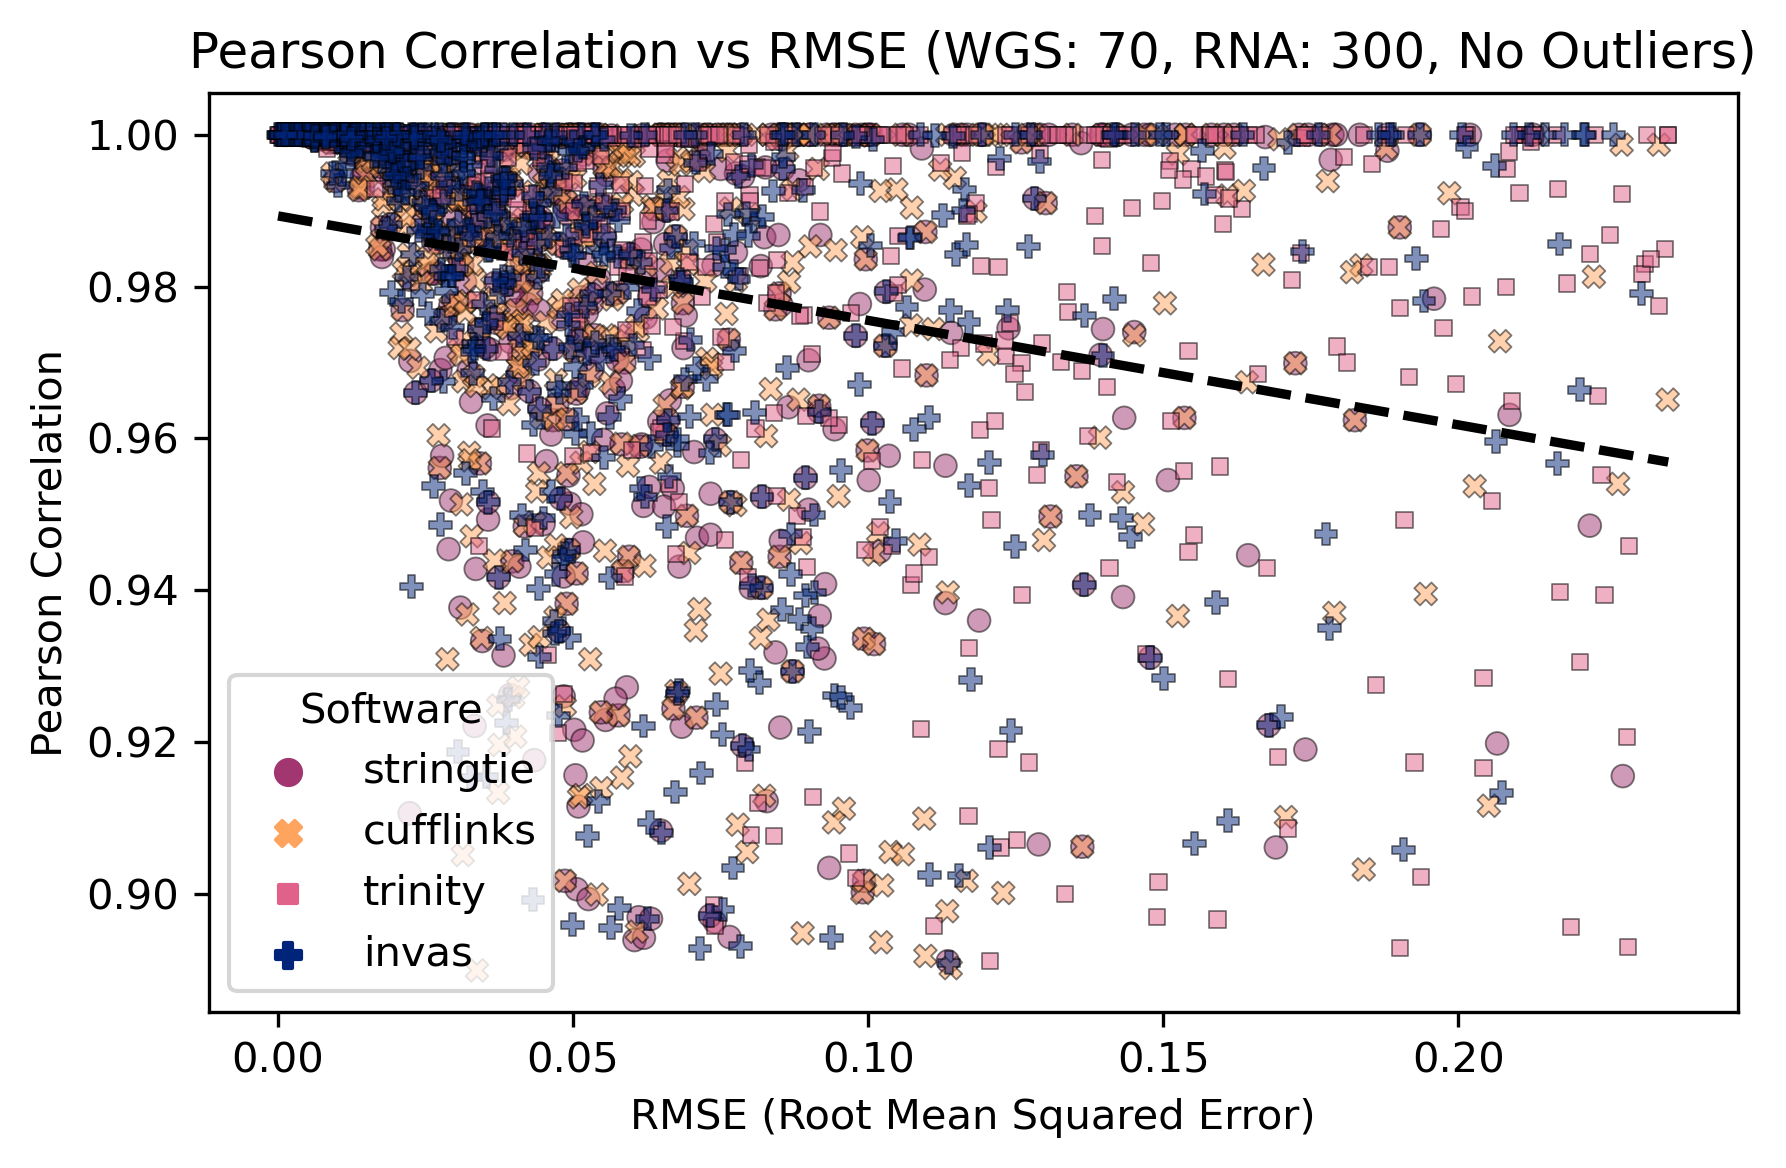 Pearson Correlation vs RMSE (WGS: 70, RNA: 300, No Outliers)
1.00
0.98
0.96
0.94
0.92
0.90
Pearson Correlation
Software
stringtie
cufflinks
trinity
invas
0.00
0.05
0.10
0.15
0.20
RMSE (Root Mean Squared Error)